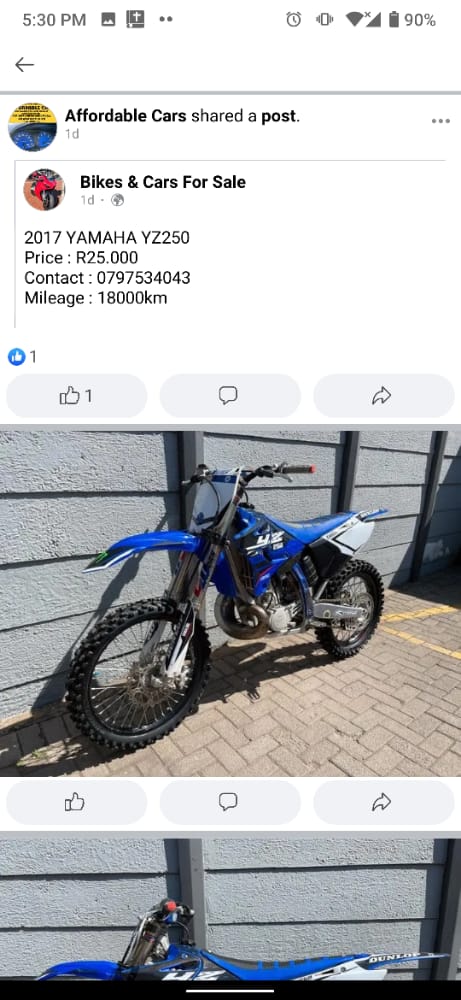 5:30 PM
90%
Affordable Cars shared a post.
1d
Bikes & Cars For Sale
1d
2017 YAMAHA YZ250
Price : R25.000
Contact : 0797534043
Mileage : 18000km
1
1
YZ
250
YZ
DUNLOP